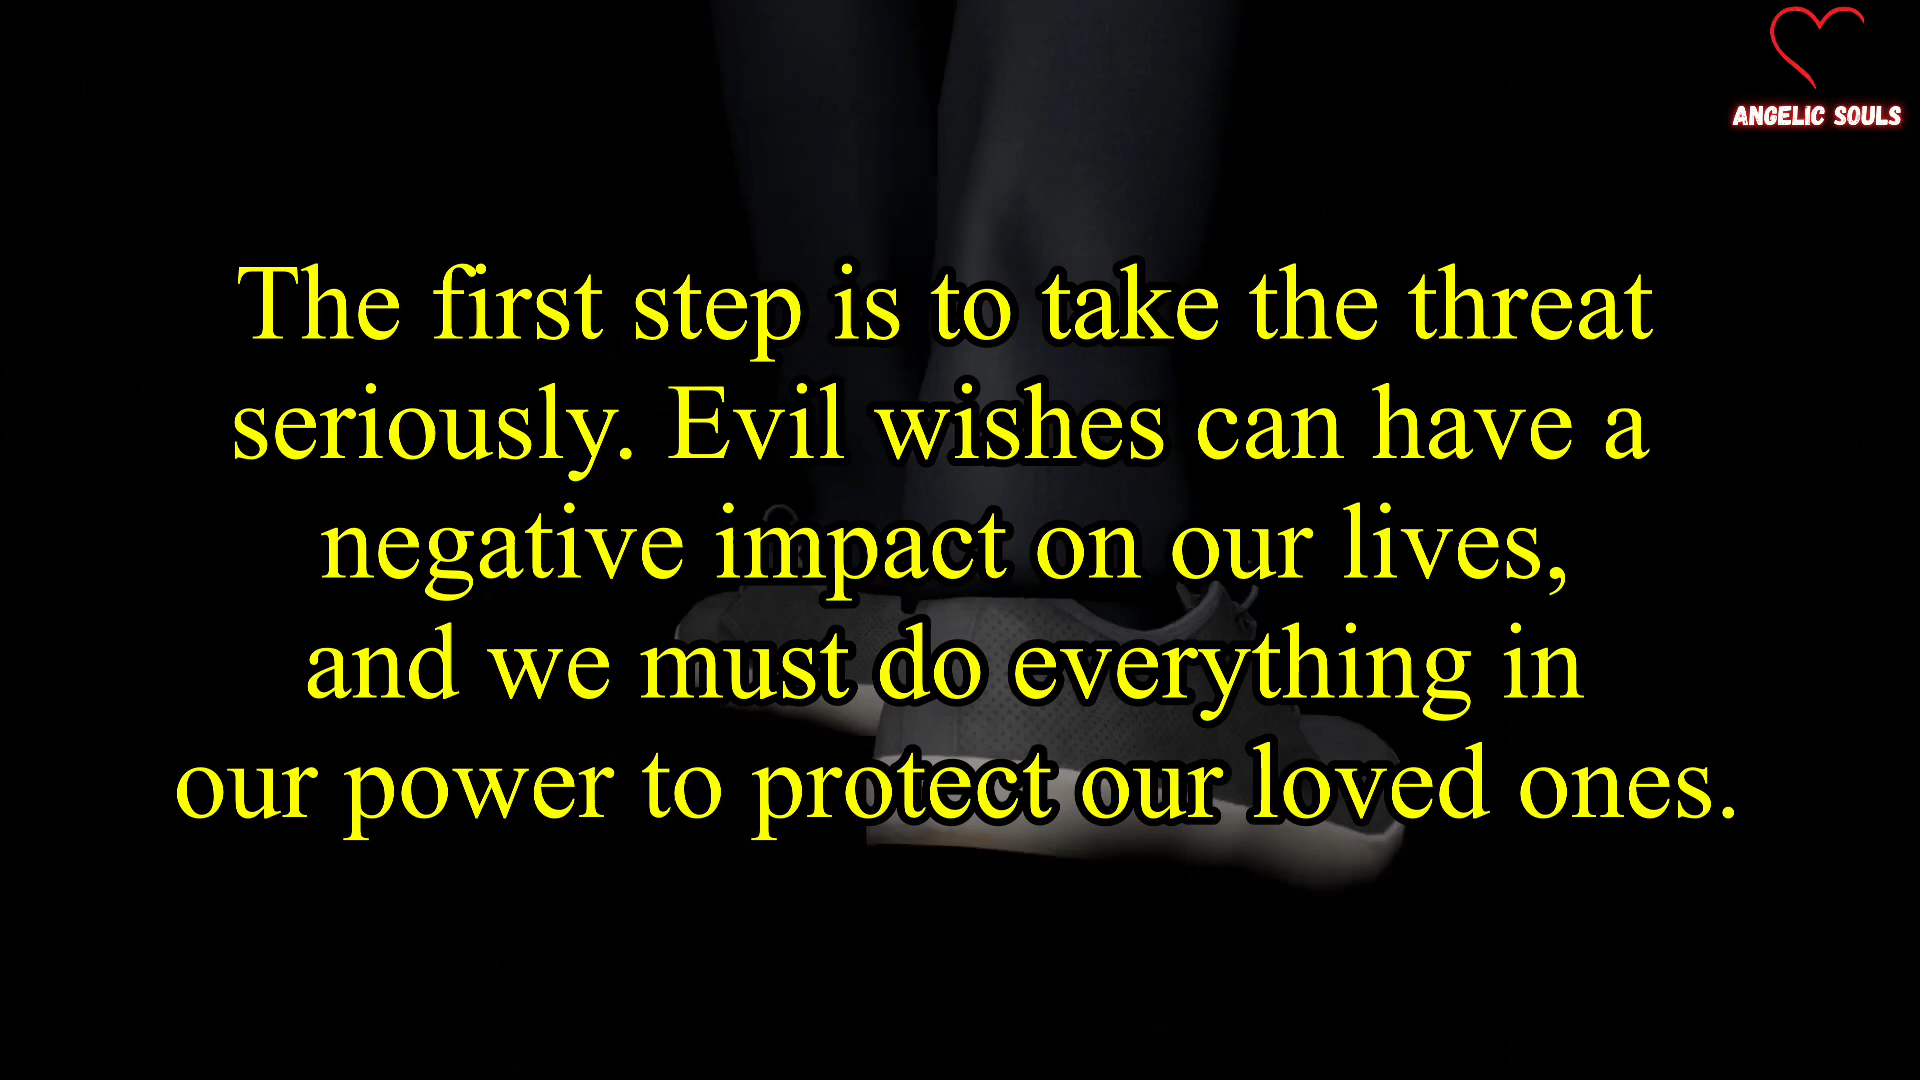 ANGELIC SOULS
The first step is to take the threat
seriously. Evil wishes can have a
negative impact on our lives,
and we must do everything in
our power to protect our loved ones.